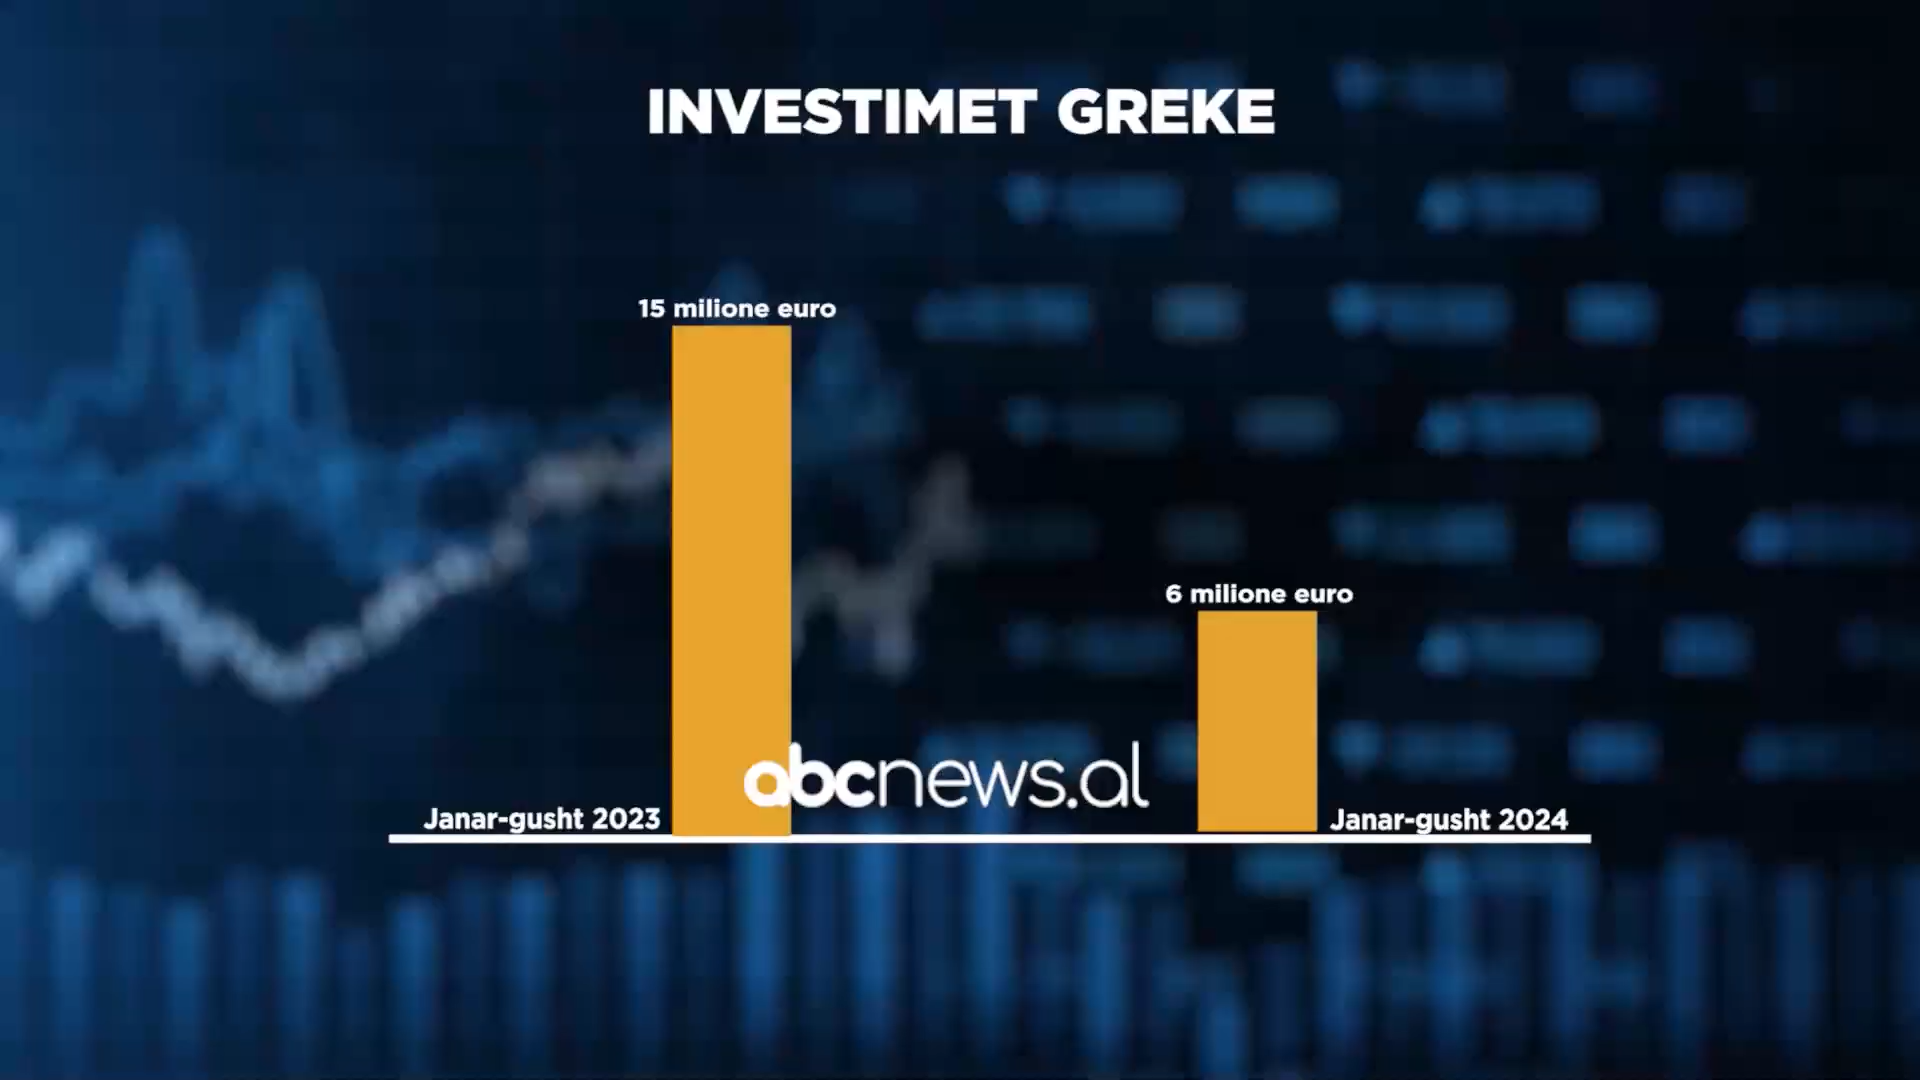 INVESTIMET GREKE
15 milione euro
6 milione euro
abcnews.al
Janar-gusht 2023
Janar-gusht 2024